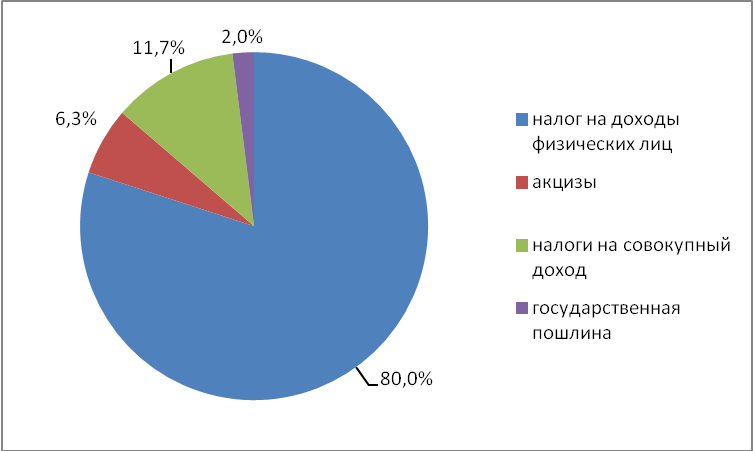 2,0%
11,7%
6,3%
80,0%
налог на доходы
физических лиц
акцизы
налоги на совокупный
доход
государственная
пошлина